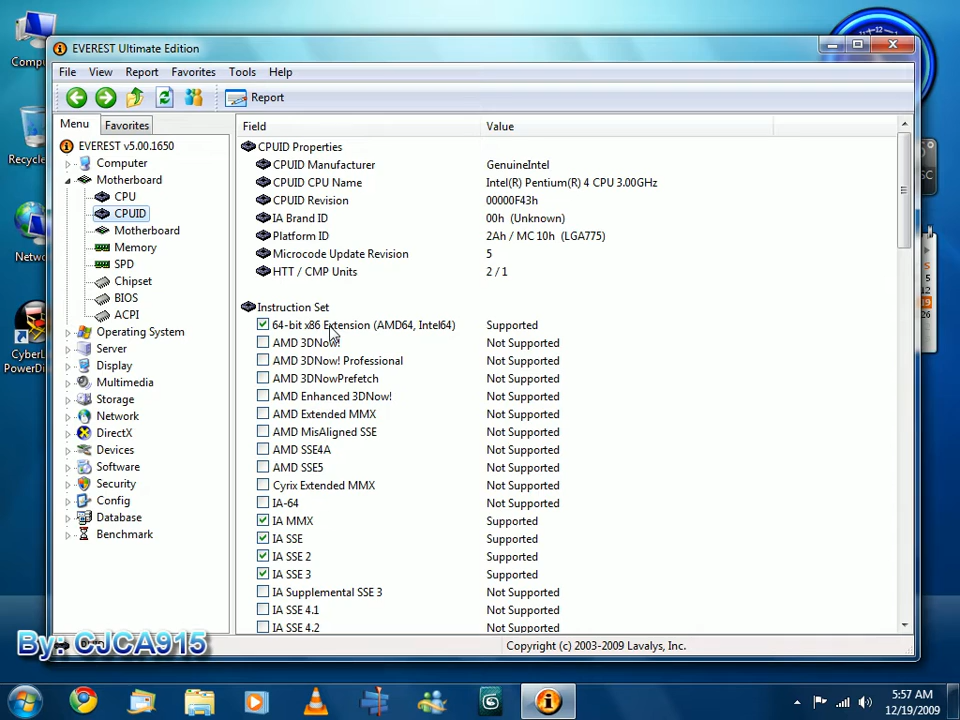 EVEREST Ultimate Edition
File View Report Favorites Tools Help
Report
Menu Favorites
Field Value
EVEREST v5.00.1650
Computer
Motherboard
CPU
CPUID
Motherboard
Memory
SPD
Chipset
BIOS
ACPI
Operating System
Server
Display
Multimedia
Storage
Network
DirectX
Devices
Software
Security
Config
Database
Benchmark
CPUID Properties
CPUID Manufacturer GenuineIntel
CPUID CPU Name Intel(R) Pentium(R) 4 CPU 3.00GHz
CPUID Revision 00000F43h
IA Brand ID 00h (Unknown)
Platform ID 2Ah / MC 10h (LGA775)
Microcode Update Revision 5
HTT / CMP Units 2 / 1
Instruction Set
64-bit x86 Extension (AMD64, Intel64) Supported
AMD 3DNow! Not Supported
AMD 3DNow! Professional Not Supported
AMD 3DNowPrefetch Not Supported
AMD Enhanced 3DNow! Not Supported
AMD Extended MMX Not Supported
AMD MisAligned SSE Not Supported
AMD SSE4A Not Supported
AMD SSE5 Not Supported
Cyrix Extended MMX Not Supported
IA-64 Not Supported
IA MMX Supported
IA SSE Supported
IA SSE 2 Supported
IA SSE 3 Supported
IA Supplemental SSE 3 Not Supported
IA SSE 4.1 Not Supported
IA SSE 4.2 Not Supported
By: CJCA915
Copyright (c) 2003-2009 Lavalys, Inc.
5:57 AM
12/19/2009